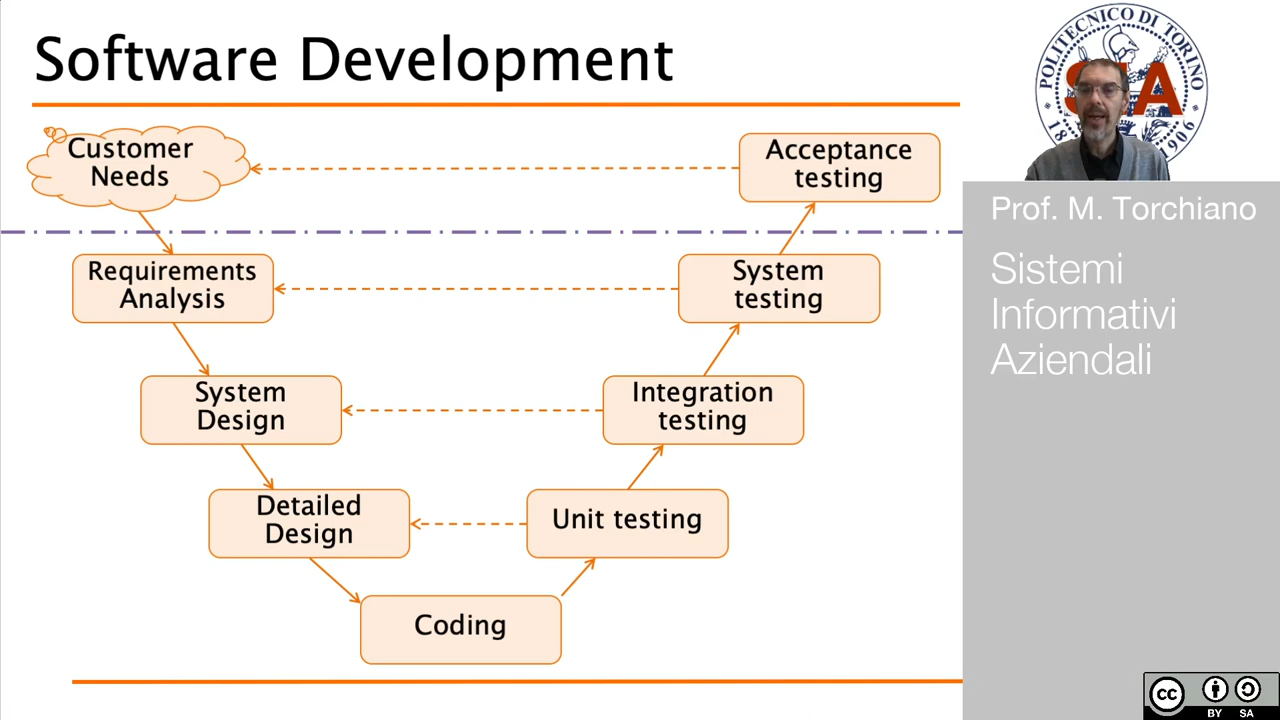 Software Development
Customer
Needs
Acceptance
testing
Requirements
Analysis
System
testing
System
Design
Integration
testing
Detailed
Design
Unit testing
Coding
POLITECNICO DI TORINO
1906
Prof. M. Torchiano
Sistemi
Informativi
Aziendali
cc
BY SA